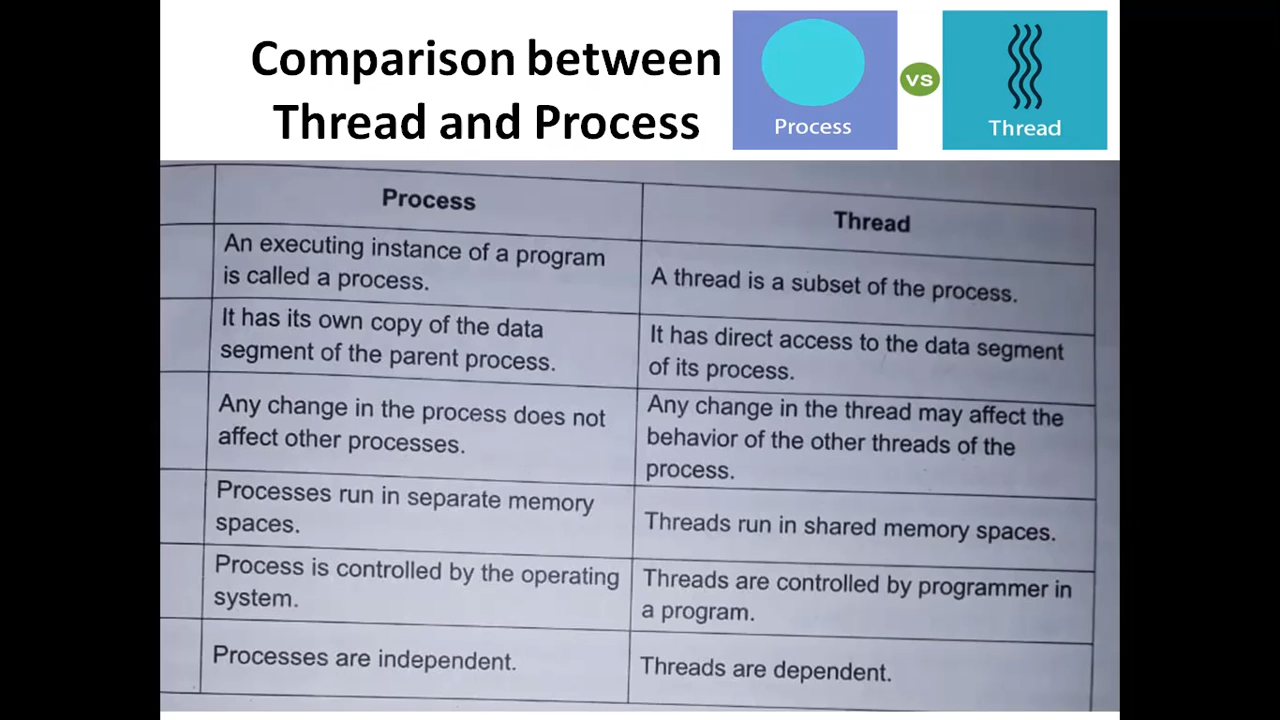 Comparison between
Thread and Process
Process
vs
Thread
Process
Thread
An executing instance of a program
is called a process.
A thread is a subset of the process.
It has its own copy of the data
segment of the parent process.
It has direct access to the data segment
of its process.
Any change in the process does not
affect other processes.
Any change in the thread may affect the
behavior of the other threads of the
process.
Processes run in separate memory
spaces.
Threads run in shared memory spaces.
Process is controlled by the operating
system.
Threads are controlled by programmer in
a program.
Processes are independent.
Threads are dependent.